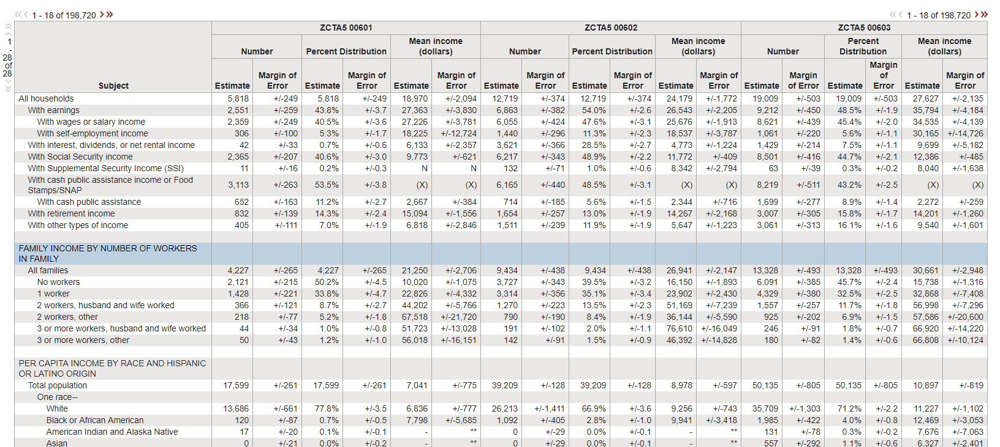 1 - 18 of 198,720
1 - 18 of 198,720
1 - 28 of 28
ZCTA5 00601 ZCTA5 00602 ZCTA5 00603
Number Percent Distribution Mean income (dollars) Number Percent Distribution Mean income (dollars) Number Percent Distribution Mean income (dollars)
Subject Estimate Margin of Error Estimate Margin of Error Estimate Margin of Error Estimate Margin of Error Estimate Margin of Error Estimate Margin of Error Estimate Margin of Error Estimate Margin of Error Estimate Margin of Error
All households 5,818 +/-249 5,818 +/-249 18,970 +/-2,094 12,719 +/-374 12,719 +/-374 24,179 +/-1,772 19,009 +/-503 19,009 +/-503 27,627 +/-2,135
With earnings 2,551 +/-259 43.8% +/-3.7 27,363 +/-3,830 6,863 +/-382 54.0% +/-2.6 26,543 +/-2,205 9,212 +/-450 48.5% +/-1.9 35,794 +/-4,184
With wages or salary income 2,359 +/-249 40.5% +/-3.6 27,226 +/-3,781 6,055 +/-424 47.6% +/-3.1 25,676 +/-1,913 8,621 +/-439 45.4% +/-2.0 34,535 +/-4,139
With self-employment income 306 +/-100 5.3% +/-1.7 18,225 +/-12,724 1,440 +/-296 11.3% +/-2.3 18,537 +/-3,787 1,061 +/-220 5.6% +/-1.1 30,165 +/-14,726
With interest, dividends, or net rental income 42 +/-33 0.7% +/-0.6 6,133 +/-2,357 3,621 +/-366 28.5% +/-2.7 4,773 +/-1,224 1,429 +/-214 7.5% +/-1.1 9,699 +/-5,182
With Social Security income 2,365 +/-207 40.6% +/-3.0 9,773 +/-621 6,217 +/-343 48.9% +/-2.2 11,772 +/-409 8,501 +/-416 44.7% +/-2.1 12,386 +/-485
With Supplemental Security Income (SSI) 11 +/-16 0.2% +/-0.3 N N 132 +/-71 1.0% +/-0.6 8,342 +/-2,794 63 +/-39 0.3% +/-0.2 8,040 +/-1,638
With cash public assistance income or Food
Stamps/SNAP 3,113 +/-263 53.5% +/-3.8 (X) (X) 6,165 +/-440 48.5% +/-3.1 (X) (X) 8,219 +/-511 43.2% +/-2.5 (X) (X)
With cash public assistance 652 +/-163 11.2% +/-2.7 2,667 +/-384 714 +/-185 5.6% +/-1.5 2,344 +/-716 1,699 +/-277 8.9% +/-1.4 2,272 +/-259
With retirement income 832 +/-139 14.3% +/-2.4 15,094 +/-1,556 1,654 +/-257 13.0% +/-1.9 14,267 +/-2,168 3,007 +/-305 15.8% +/-1.7 14,201 +/-1,260
With other types of income 405 +/-111 7.0% +/-1.9 6,818 +/-2,846 1,511 +/-239 11.9% +/-1.9 5,647 +/-1,223 3,061 +/-313 16.1% +/-1.6 9,540 +/-1,601
FAMILY INCOME BY NUMBER OF WORKERS
IN FAMILY
All families 4,227 +/-265 4,227 +/-265 21,250 +/-2,706 9,434 +/-438 9,434 +/-438 26,941 +/-2,147 13,328 +/-493 13,328 +/-493 30,661 +/-2,948
No workers 2,121 +/-215 50.2% +/-4.5 10,020 +/-1,075 3,727 +/-343 39.5% +/-3.2 16,150 +/-1,893 6,091 +/-385 45.7% +/-2.4 15,738 +/-1,316
1 worker 1,428 +/-221 33.8% +/-4.7 22,826 +/-4,332 3,314 +/-356 35.1% +/-3.4 23,902 +/-2,430 4,329 +/-380 32.5% +/-2.5 32,868 +/-7,408
2 workers, husband and wife worked 366 +/-121 8.7% +/-2.7 44,202 +/-5,766 1,270 +/-223 13.5% +/-2.3 51,169 +/-7,239 1,557 +/-257 11.7% +/-1.8 56,998 +/-7,296
2 workers, other 218 +/-77 5.2% +/-1.8 67,518 +/-21,720 790 +/-190 8.4% +/-1.9 36,144 +/-5,590 925 +/-202 6.9% +/-1.5 57,586 +/-20,600
3 or more workers, husband and wife worked 44 +/-34 1.0% +/-0.8 51,723 +/-13,028 191 +/-102 2.0% +/-1.1 76,610 +/-16,049 246 +/-91 1.8% +/-0.7 66,920 +/-14,220
3 or more workers, other 50 +/-43 1.2% +/-1.0 56,018 +/-16,151 142 +/-91 1.5% +/-0.9 46,392 +/-14,828 180 +/-82 1.4% +/-0.6 66,808 +/-10,124
PER CAPITA INCOME BY RACE AND HISPANIC
OR LATINO ORIGIN
Total population 17,599 +/-261 17,599 +/-261 7,041 +/-775 39,209 +/-128 39,209 +/-128 8,978 +/-597 50,135 +/-805 50,135 +/-805 10,897 +/-819
One race--
White 13,686 +/-661 77.8% +/-3.5 6,836 +/-777 26,213 +/-1,411 66.9% +/-3.6 9,256 +/-743 35,709 +/-1,303 71.2% +/-2.2 11,227 +/-1,102
Black or African American 120 +/-87 0.7% +/-0.5 7,798 +/-5,685 1,092 +/-405 2.8% +/-1.0 9,941 +/-3,418 1,985 +/-422 4.0% +/-0.8 12,469 +/-3,053
American Indian and Alaska Native 17 +/-20 0.1% +/-0.1 - ** 0 +/-29 0.0% +/-0.1 - ** 131 +/-78 0.3% +/-0.2 7,676 +/-7,063
Asian 0 +/-21 0.0% +/-0.2 - ** 0 +/-29 0.0% +/-0.1 - ** 557 +/-292 1.1% +/-0.6 6,327 +/-2,401